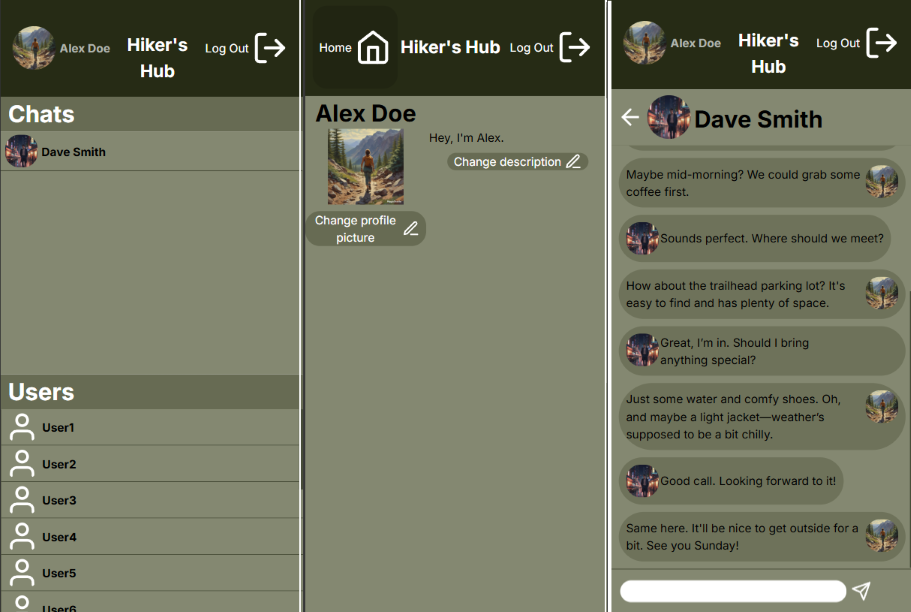 Alex Doe
Hiker's
Hub
Log Out
Chats
Dave Smith
Users
User1
User2
User3
User4
User5
User6
Home
Hiker's Hub
Log Out
Alex Doe
Hey, I'm Alex.
Change description
Change profile
picture
Alex Doe
Hiker's
Hub
Log Out
Dave Smith
Maybe mid-morning? We could grab some
coffee first.
Sounds perfect. Where should we meet?
How about the trailhead parking lot? It's
easy to find and has plenty of space.
Great, I'm in. Should I bring
anything special?
Just some water and comfy shoes. Oh,
and maybe a light jacket—weather's
supposed to be a bit chilly.
Good call. Looking forward to it!
Same here. It'll be nice to get outside for a
bit. See you Sunday!